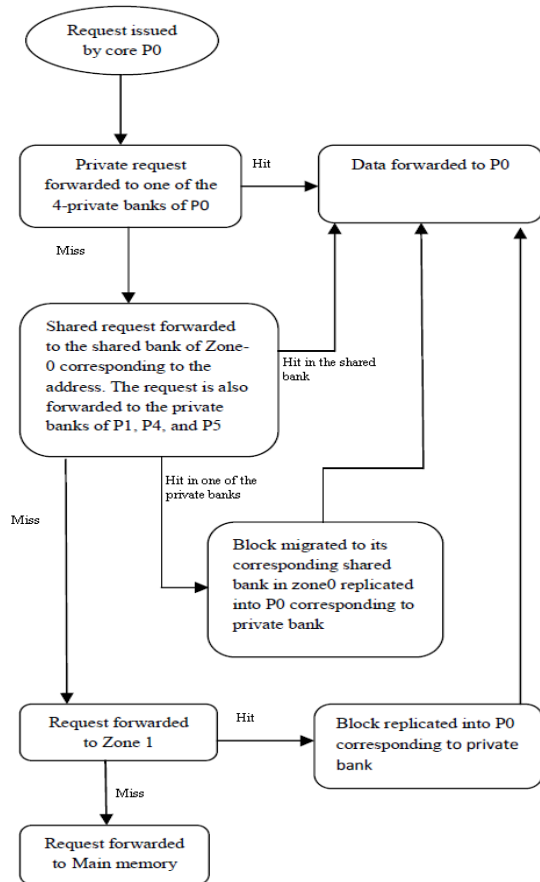 Request issued
by core P0
Private request
forwarded to one of the
4-private banks of P0
Hit
Data forwarded to P0
Miss
Shared request forwarded
to the shared bank of Zone-
0 corresponding to the
address. The request is also
forwarded to the private
banks of P1, P4, and P5
Hit in the shared
bank
Hit in one of the
private banks
Miss
Block migrated to its
corresponding shared
bank in zone0 replicated
into P0 corresponding to
private bank
Request forwarded
to Zone 1
Hit
Block replicated into P0
corresponding to private
bank
Miss
Request forwarded
to Main memory